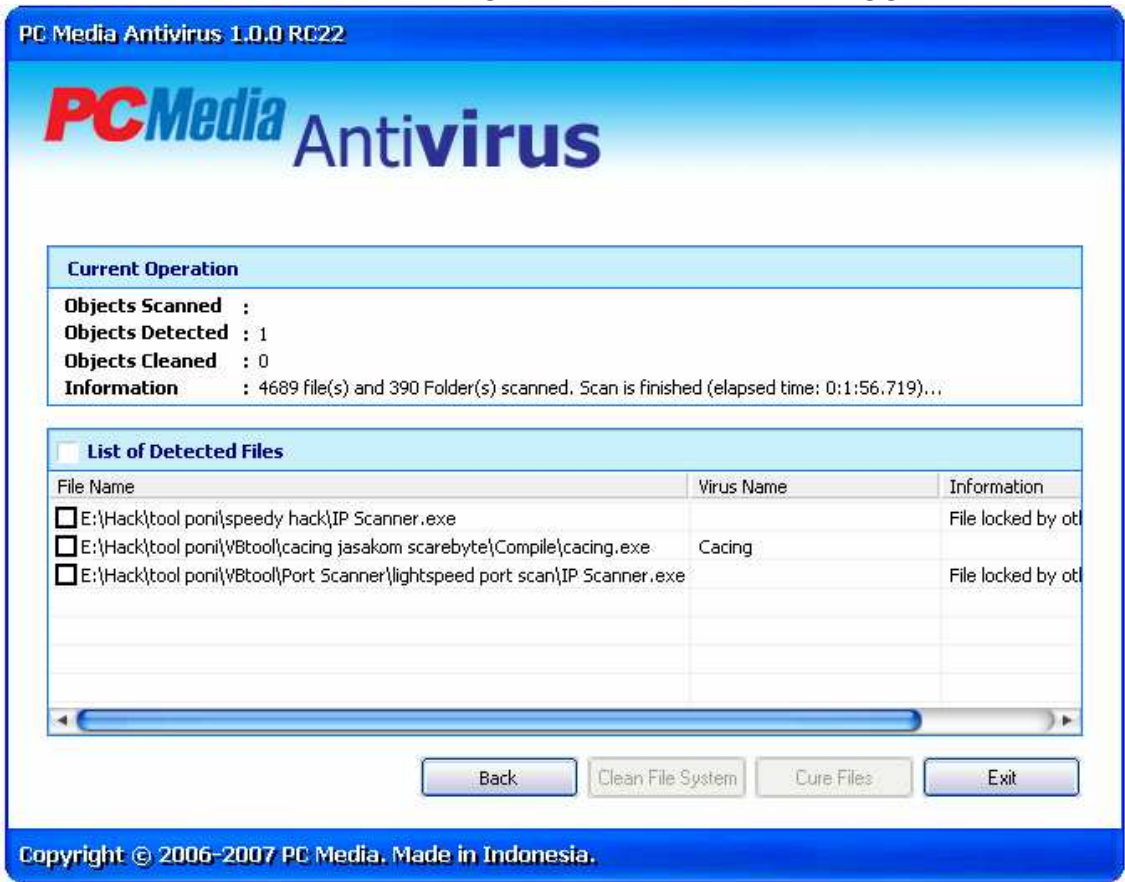 PC Media Antivirus 1.0.0 RC22
PCMedia Antivirus
Current Operation
Objects Scanned :
Objects Detected : 1
Objects Cleaned : 0
Information : 4689 file(s) and 390 Folder(s) scanned. Scan is finished (elapsed time: 0:1:56.719)...
List of Detected Files
File Name Virus Name Information
E:\Hack\tool poni\speedy hack\IP Scanner.exe File locked by
E:\Hack\tool poni\VBtool\cacing jasakom scarebyte\Compile\cacing.exe Cacing
E:\Hack\tool poni\VBtool\Port Scanner\lightspeed port scan\IP Scanner.exe File locked by
Back Clean File System Cure Files Exit
Copyright © 2006-2007 PC Media. Made in Indonesia.